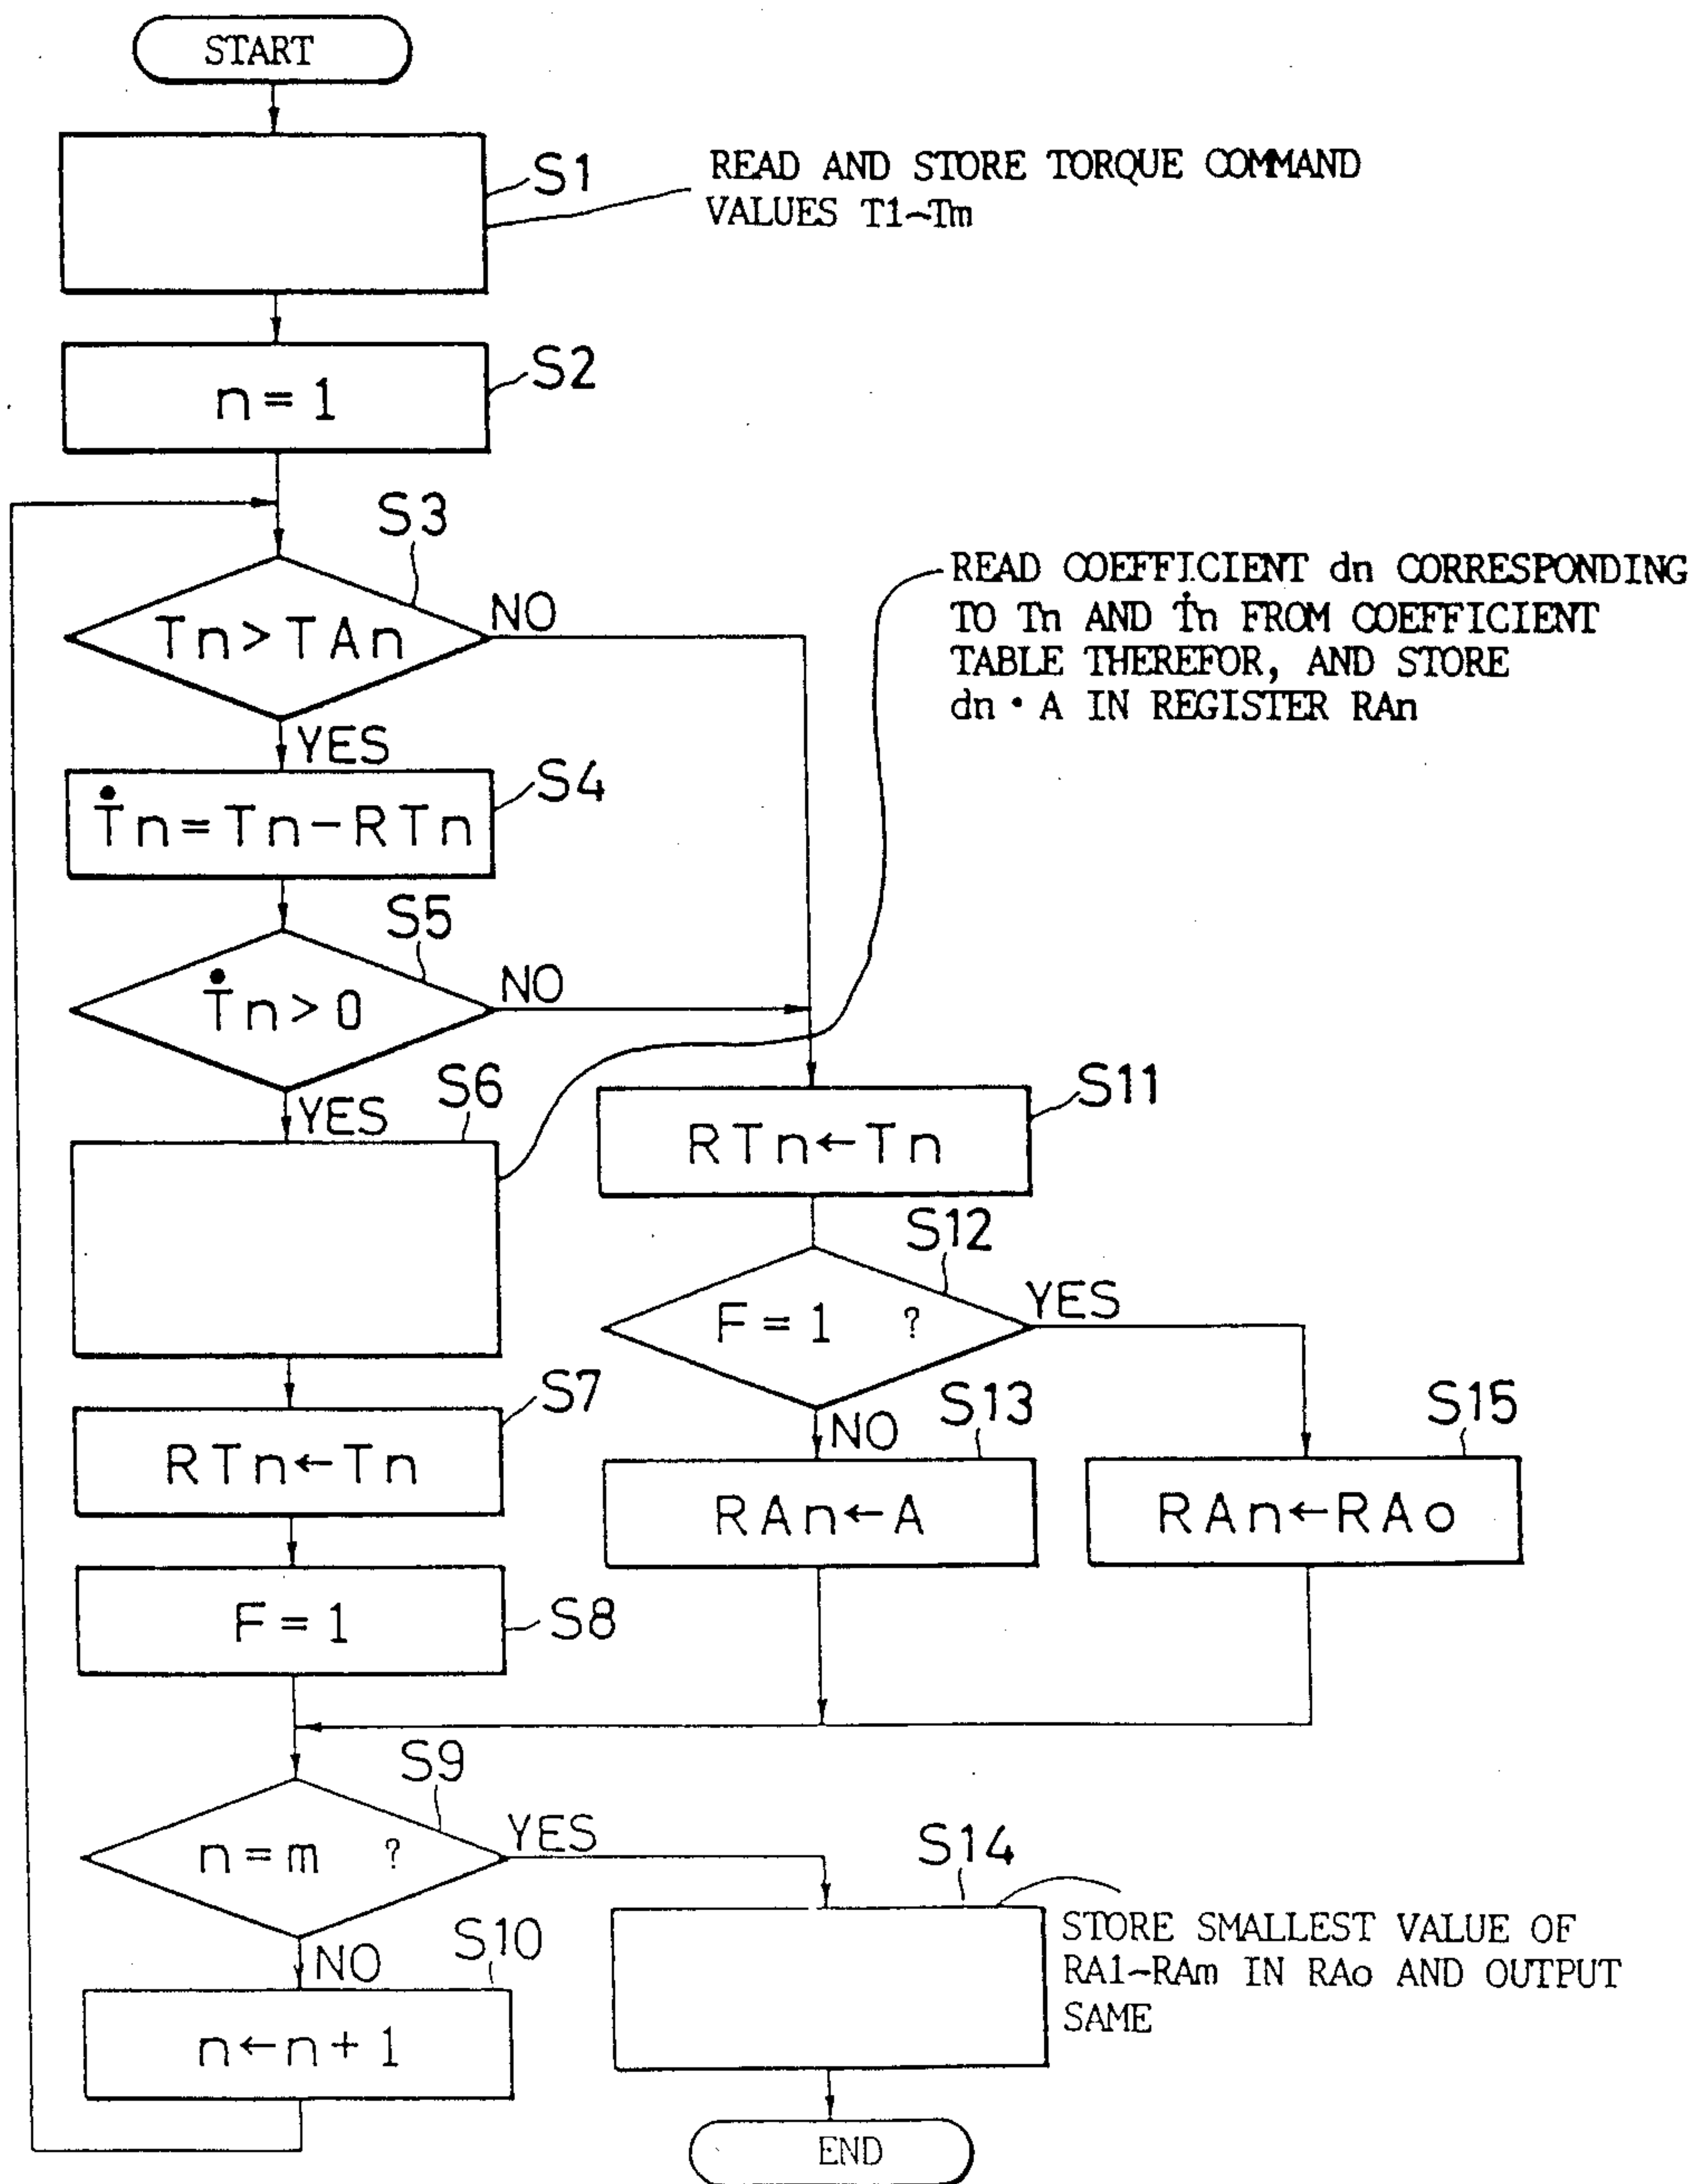 START
S1
READ AND STORE TORQUE COMMAND
VALUES T1~Tm
S2
n = 1
S3
Tn > TAn
NO
YES
READ COEFFICIENT dn CORRESPONDING
TO Tn AND Ṫn FROM COEFFICIENT
TABLE THEREFOR, AND STORE
dn · A IN REGISTER RAn
S4
Ṫn = Tn − RTn
S5
Ṫn > 0
NO
YES
S6
S11
RTn ← Tn
S12
F = 1 ?
YES
NO
S7
RTn ← Tn
S13
RAn ← A
S15
RAn ← RAo
S8
F = 1
S9
n = m ?
YES
NO
S14
STORE SMALLEST VALUE OF
RA1~RAm IN RAo AND OUTPUT
SAME
S10
n ← n + 1
END